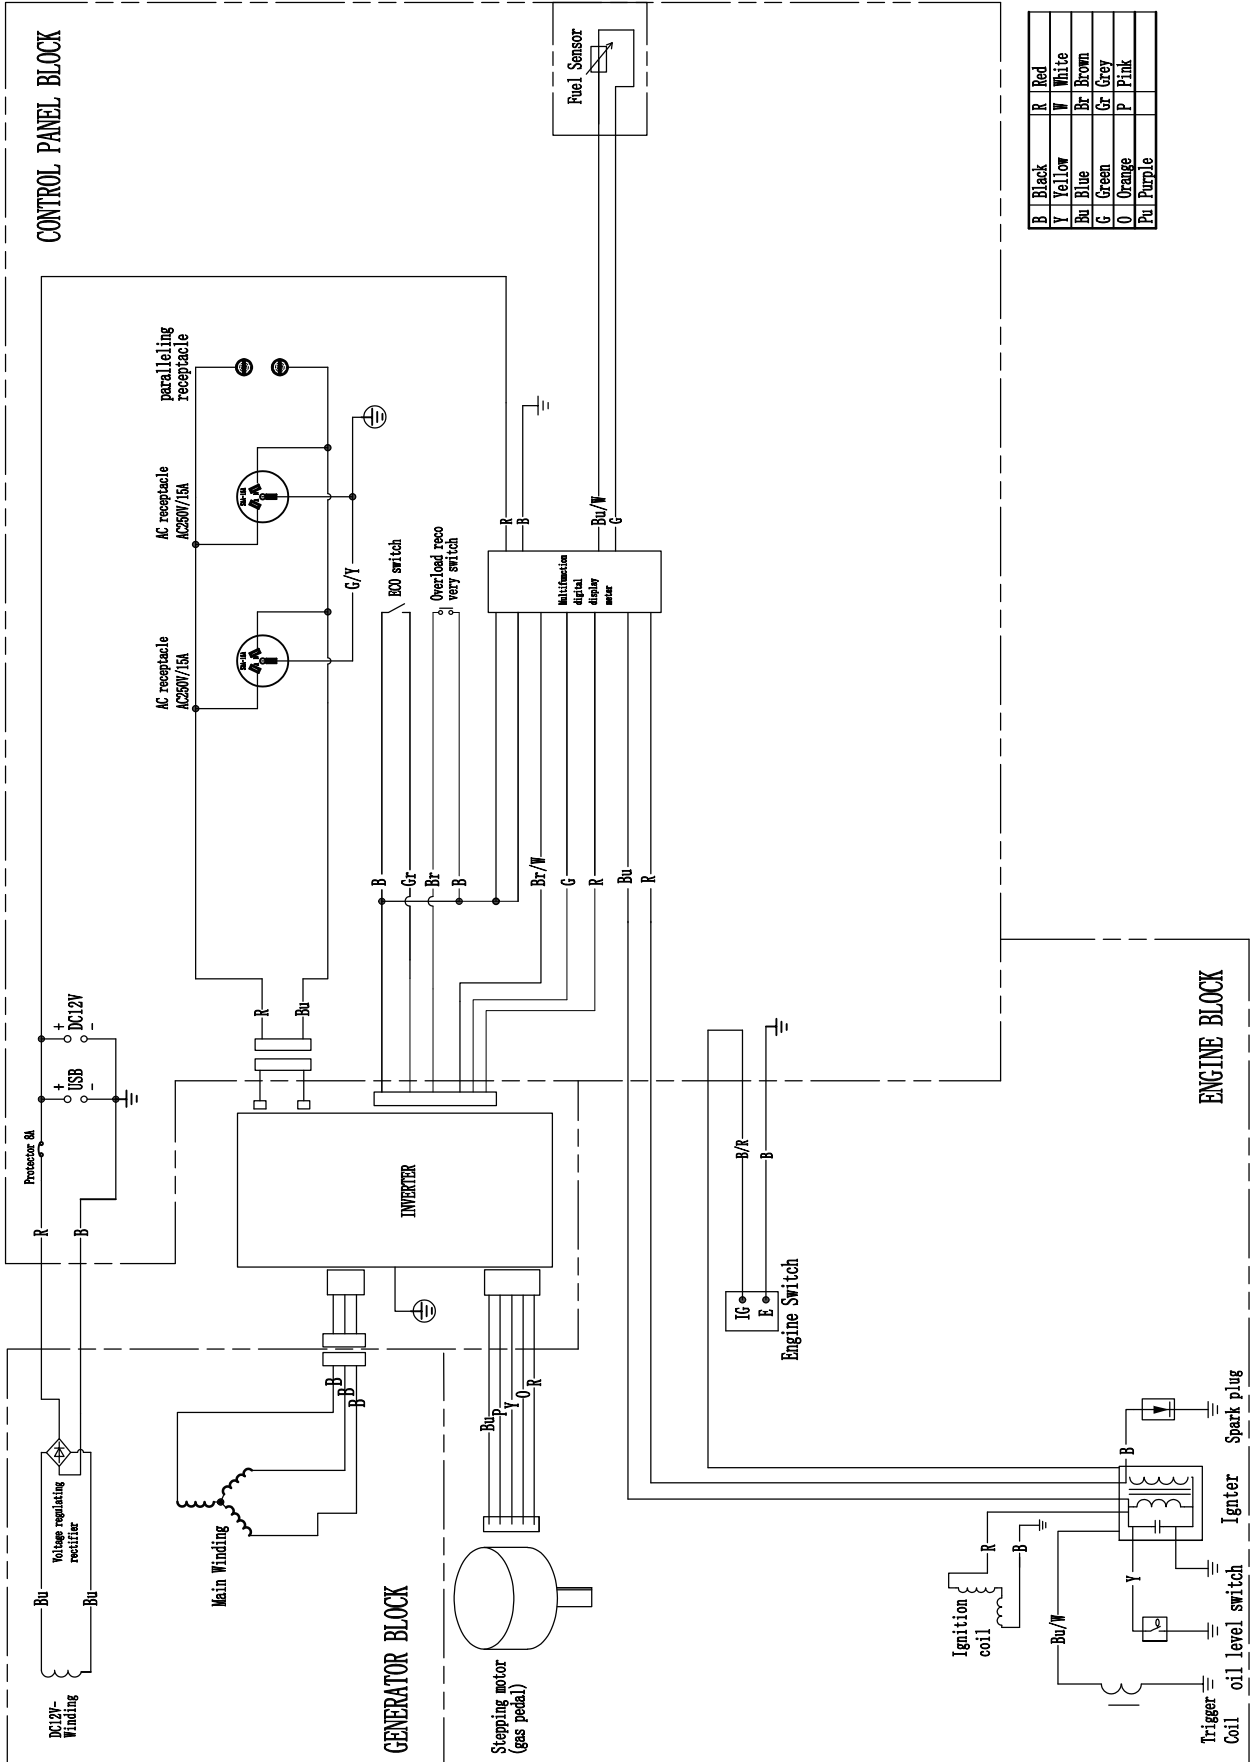 CONTROL PANEL BLOCK
Fuel Sensor
B Black R Red
Y Yellow W White
Bu Blue Br Brown
G Green Gr Grey
O Orange P Pink
Pu Purple
paralleling
receptacle
AC receptacle
AC250V/15A
AC receptacle
AC250V/15A
G/Y
ECO switch
Overload reco
very switch
Multifunction
digital
display
meter
R
B
Bu/W
G
B
Gr
Br
B
Br/W
G
R
Bu
R
+ DC12V -
+ USB -
Protector 8A
R
B
R
Bu
INVERTER
ENGINE BLOCK
B/R
B
IG
E
Engine Switch
Voltage regulating
rectifier
Bu
Bu
DC12V-
Winding
Main Winding
B
B
B
GENERATOR BLOCK
Bu
P
Y
O
R
Stepping motor
(gas pedal)
Spark plug
B
Ignter
R
B
Ignition
coil
Y
oil level switch
Bu/W
Trigger
Coil